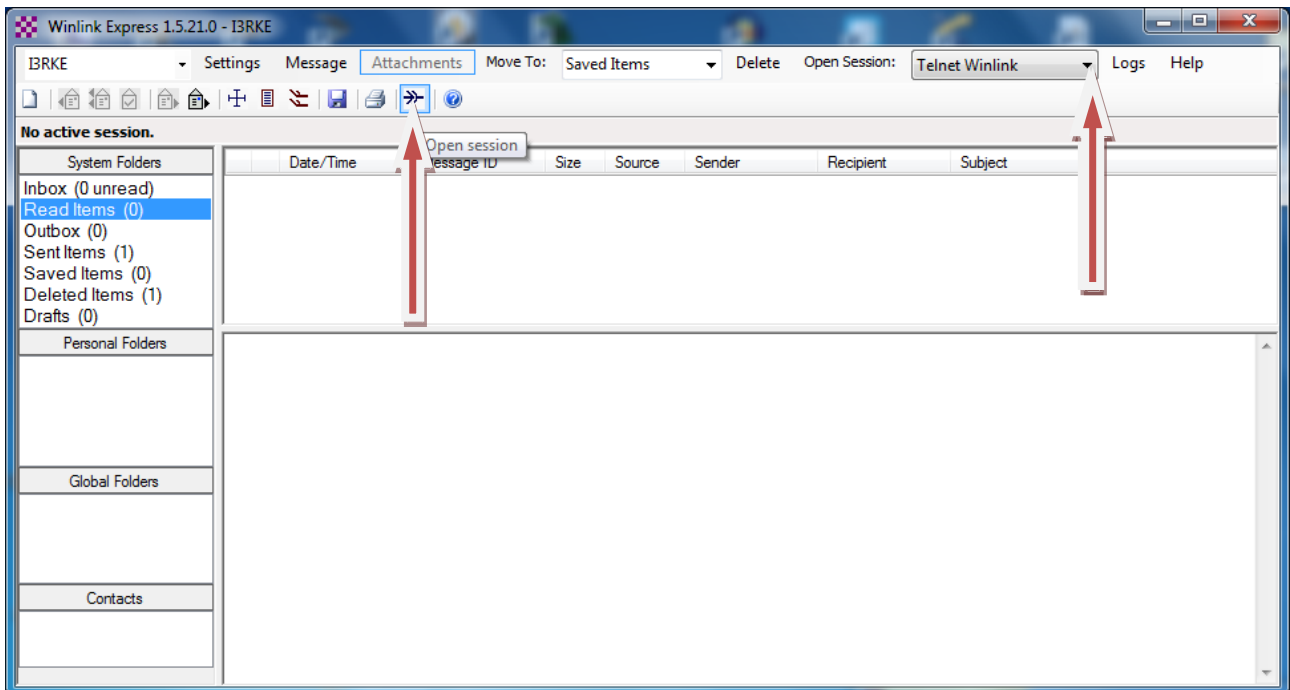 Winlink Express 1.5.21.0 - I3RKE
I3RKE Settings Message Attachments Move To: Saved Items Delete Open Session: Telnet Winlink Logs Help
No active session.
Open session
System Folders Date/Time Size Source Sender Recipient Subject
Inbox (0 unread)
Read Items (0)
Outbox (0)
Sent Items (1)
Saved Items (0)
Deleted Items (1)
Drafts (0)
Personal Folders
Global Folders
Contacts